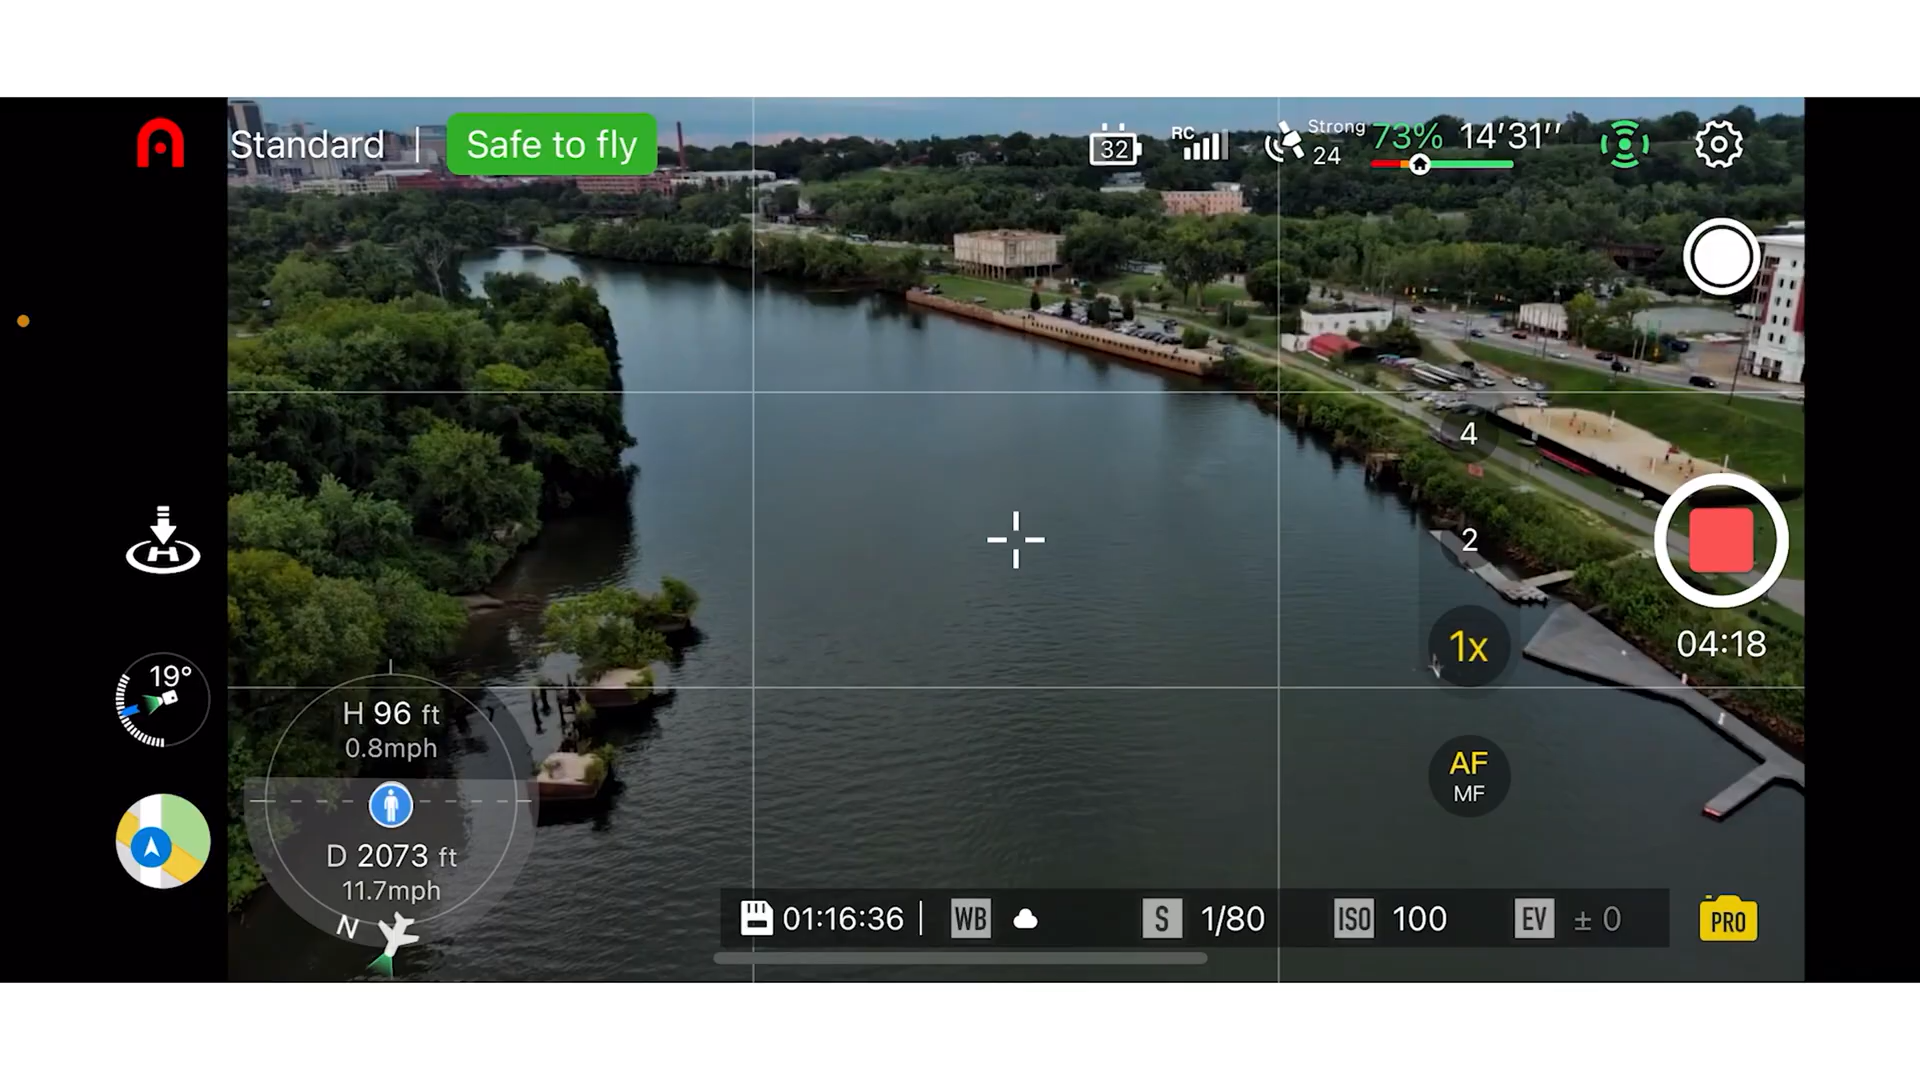 Standard | Safe to fly
32
RC
Strong
24
73% 14'31''
4
2
1x
04:18
AF
MF
19°
H 96 ft
0.8mph
D 2073 ft
11.7mph
N
01:16:36 | WB S 1/80 ISO 100 EV ± 0
PRO